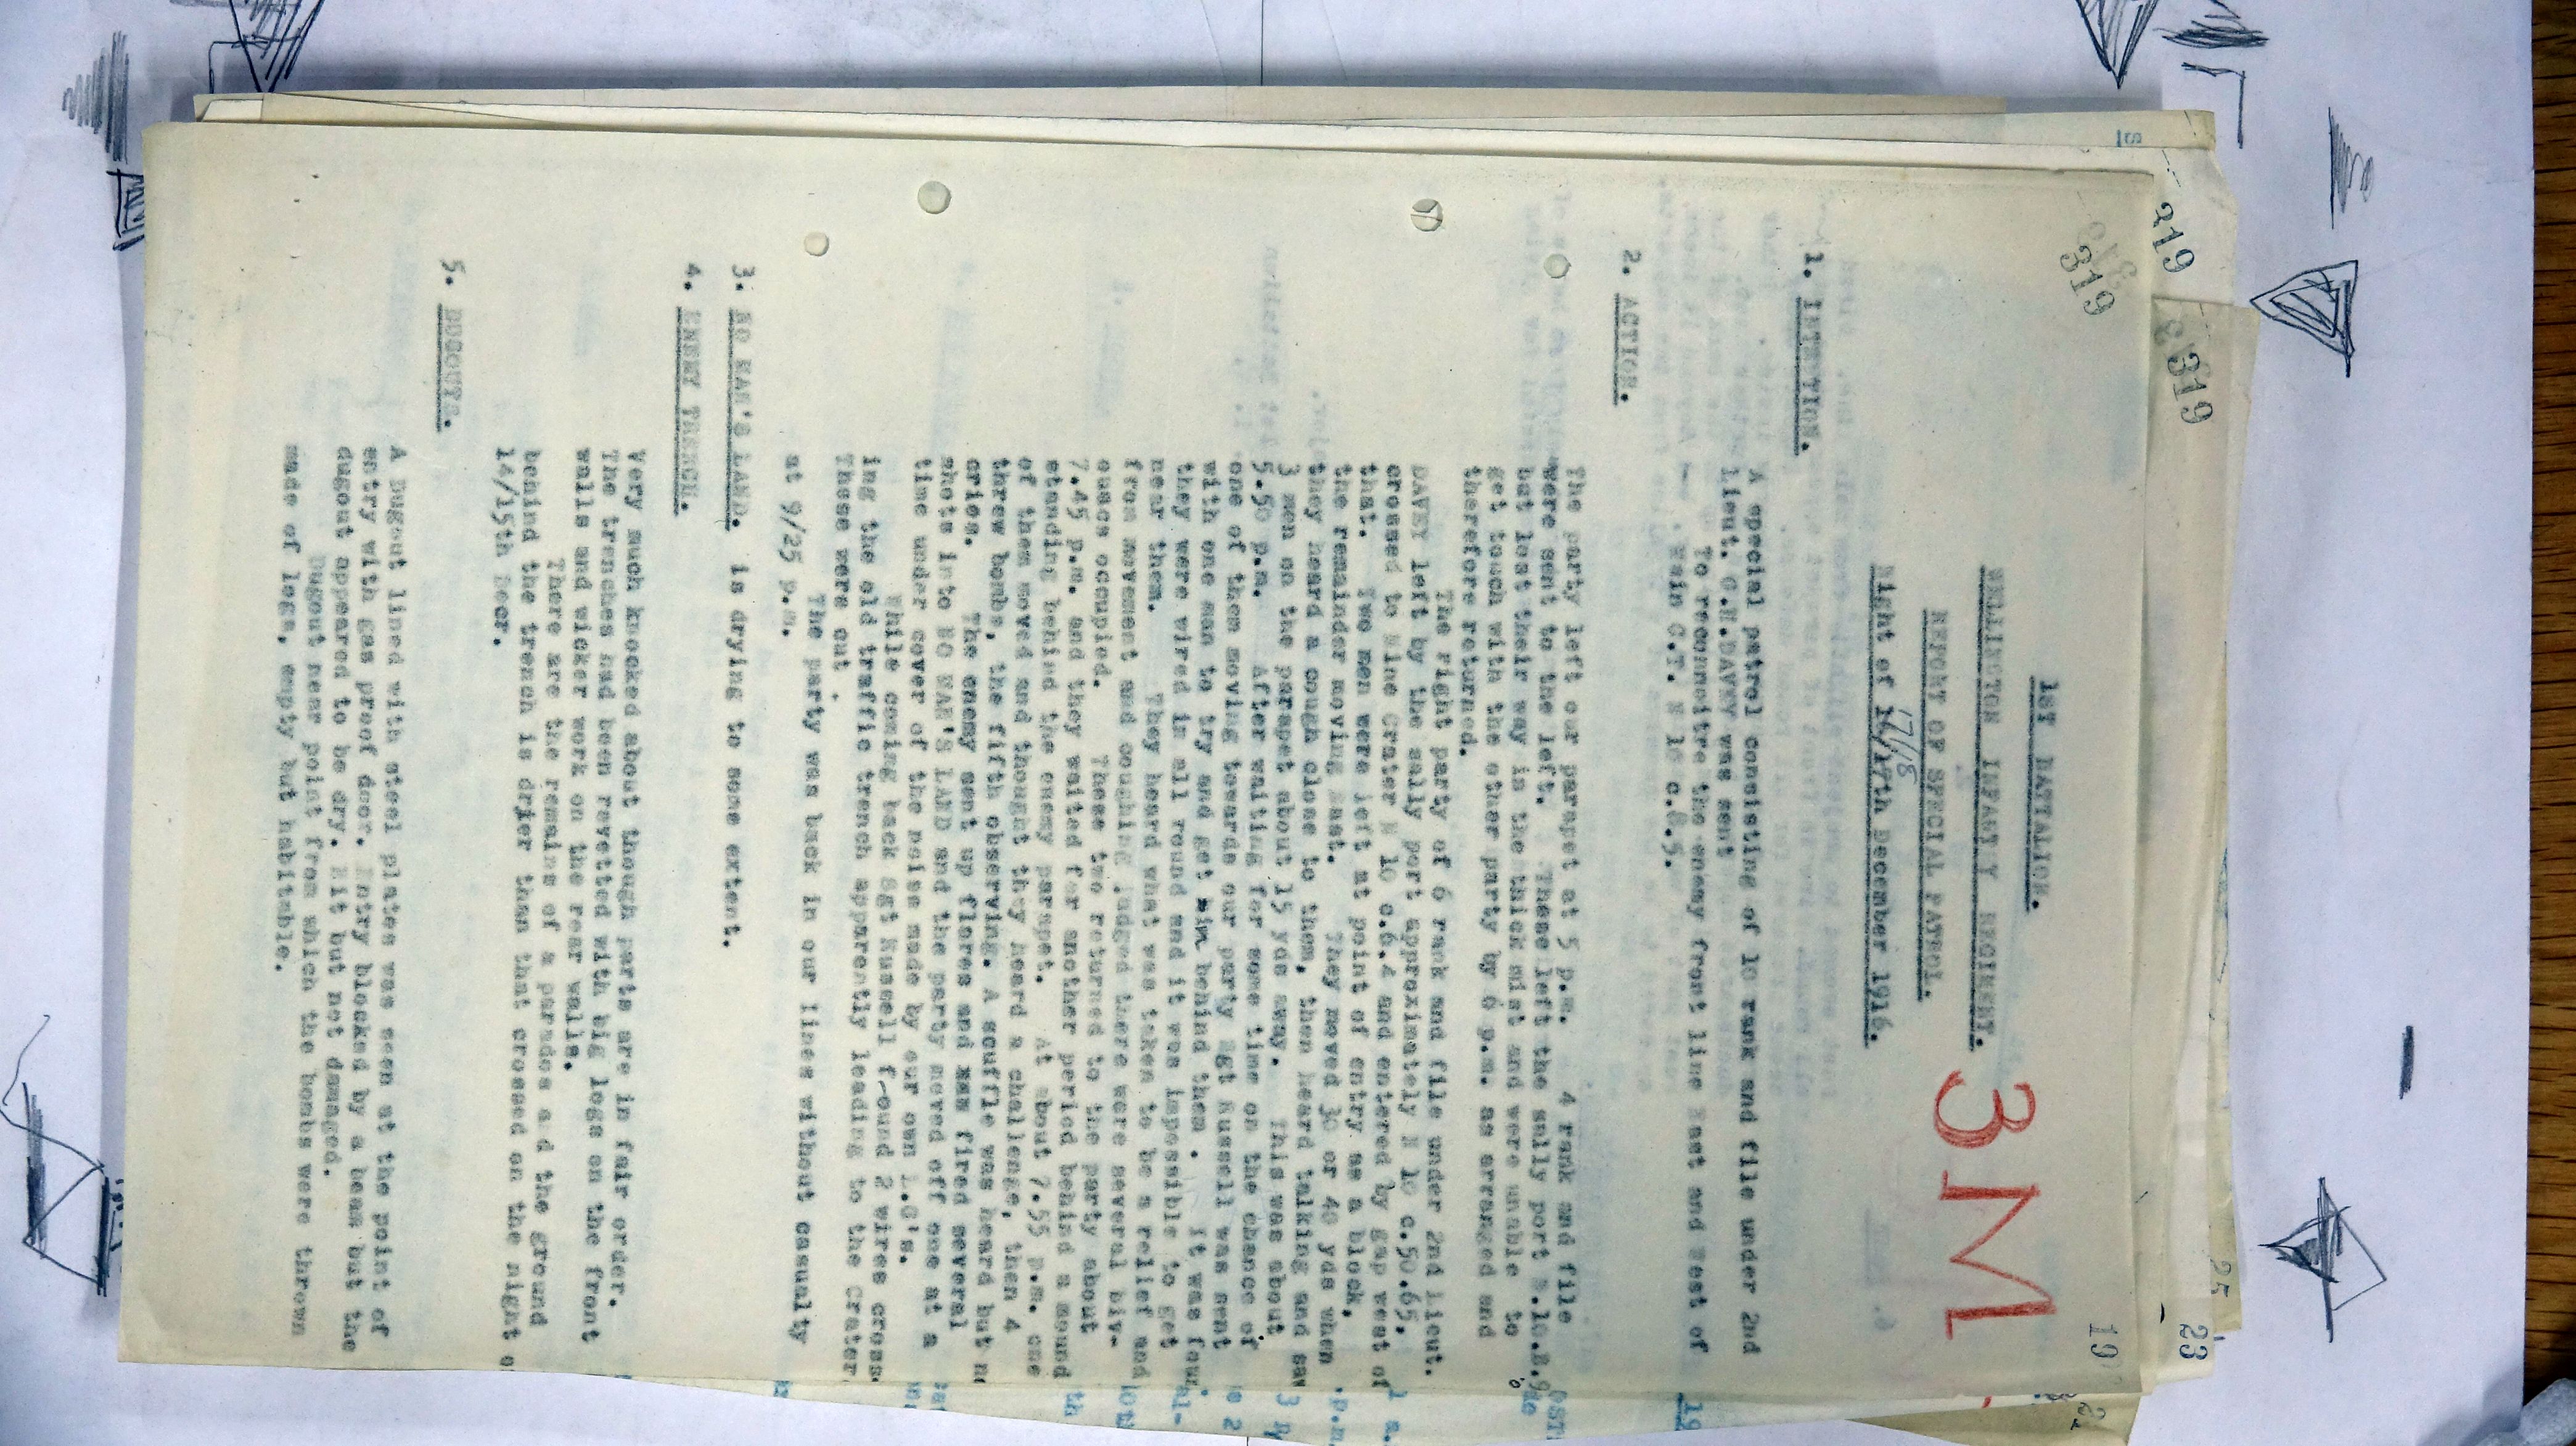 319
319
219
3M
1ST BATTALION.
WELLINGTON INFANTRY REGIMENT.
REPORT OF SPECIAL PATROL.
Night of 16/17th December 1916.
17/18
1. INTENTION.
A special patrol consisting of 10 rank and file under 2nd
Lieut. G.H.DAVEY was sent
To reconnoitre the enemy front line East and West of
Main C.T. N 10 c.8.5.
2. ACTION.
The party left our parapet at 5 p.m. 4 rank and file
were sent to the left. These left the sally port N.10.B.9
but lost their way in the thick mist and were unable to
get touch with the other party by 6 p.m. as arranged and
therefore returned.
The right party of 6 rank and file under 2nd Lieut.
DAVEY left by the sally port approximately N 10 c.50.65,
crossed to Mine Crater N 10 c.6.4 and entered by gap west of
that. Two men were left at point of entry as a block,
the remainder moving East. They moved 30 or 40 yds when
they heard a cough close to them, then heard talking and saw
3 men on the parapet about 15 yds away. This was about
5-50 p.m. After waiting for some time on the chance of
one of them moving towards our party Sgt Russell was sent
with one man to try and get in behind them . It was foun
they were wired in all round and it was impossible to get
near them. They heard what was taken to be a relief and
from movement and coughing judged there were several biv-
ouacs occupied. These two returned to the party about
7.45 p.m. and they waited for another period behind a mound
standing behind the enemy parapet. At about 7.55 p.m. one
of them moved and thought they heard a challenge, then 4
threw bombs, the fifth observing. A scuffle was heard but n
cries. The enemy sent up flares and xxx fired several
shots into NO MAN'S LAND and the party moved off one at a
time under cover of the noise made by our own L.G's.
While coming back Sgt Russell f-ound 2 wires cross-
ing the old traffic trench apparently leading to the Crater
These were cut .
The party was back in our lines without casualty
at 9/25 p.m.
3. NO MAN'S LAND. is drying to some extent.
4. ENEMY TRENCH.
Very much knocked about though parts are in fair order.
The trenches had been revetted with big logs on the front
walls and wicker work on the rear walls.
There are the remains of a parados a d the ground
behind the trench is drier than that crossed on the night o
14/15th Decr.
5. DUGOUTS.
A Dugout lined with steel plates was seen at the point of
entry with gas proof door. Entry blocked by a beam but the
dugout appeared to be dry. Hit but not damaged.
Dugout near point from which the bombs were thrown
made of logs, empty but habitable.
19
23
25